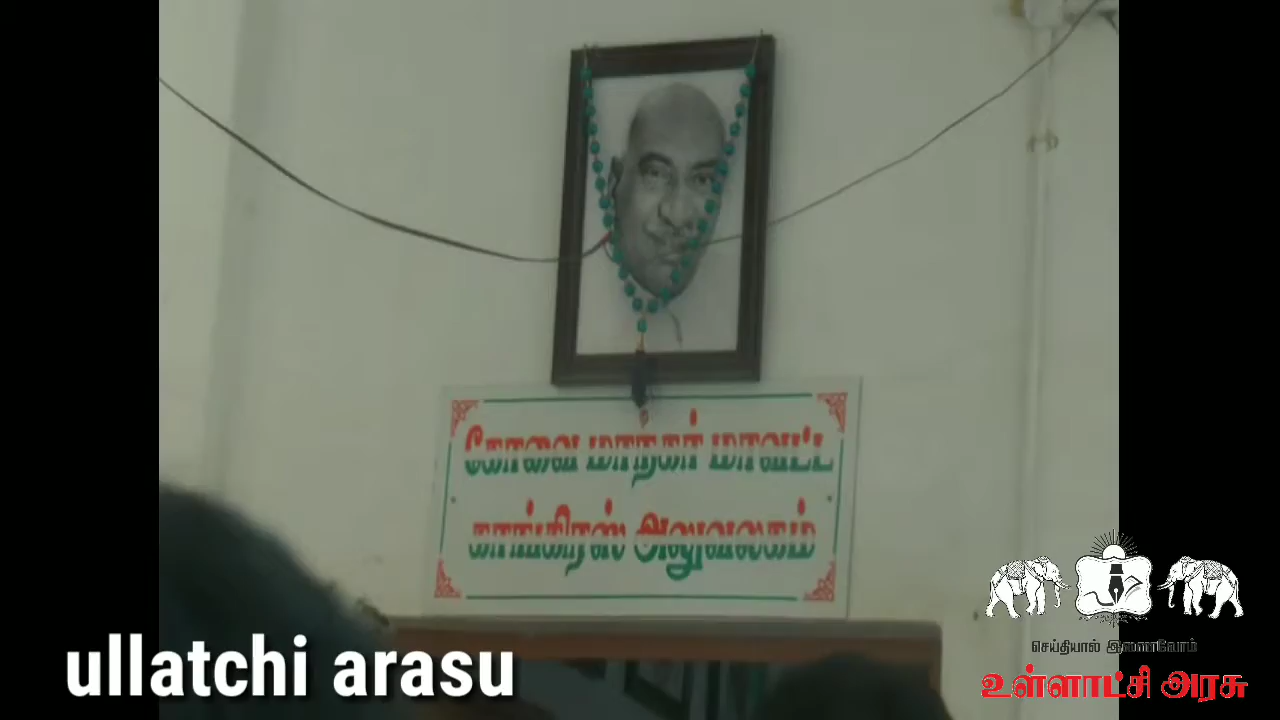 கோவை மாநகர் மாவட்ட
காங்கிரஸ் அலுவலகம்
செய்தியால் இணைவோம்
உள்ளாட்சி அரசு
ullatchi arasu